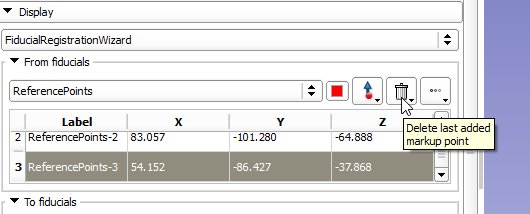 Display
FiducialRegistrationWizard
From fiducials
ReferencePoints
Label X Y Z
2 ReferencePoints-2 83.057 -101.280 -64.888
3 ReferencePoints-3 54.152 -86.427 -37.868
Delete last added
markup point
To fiducials